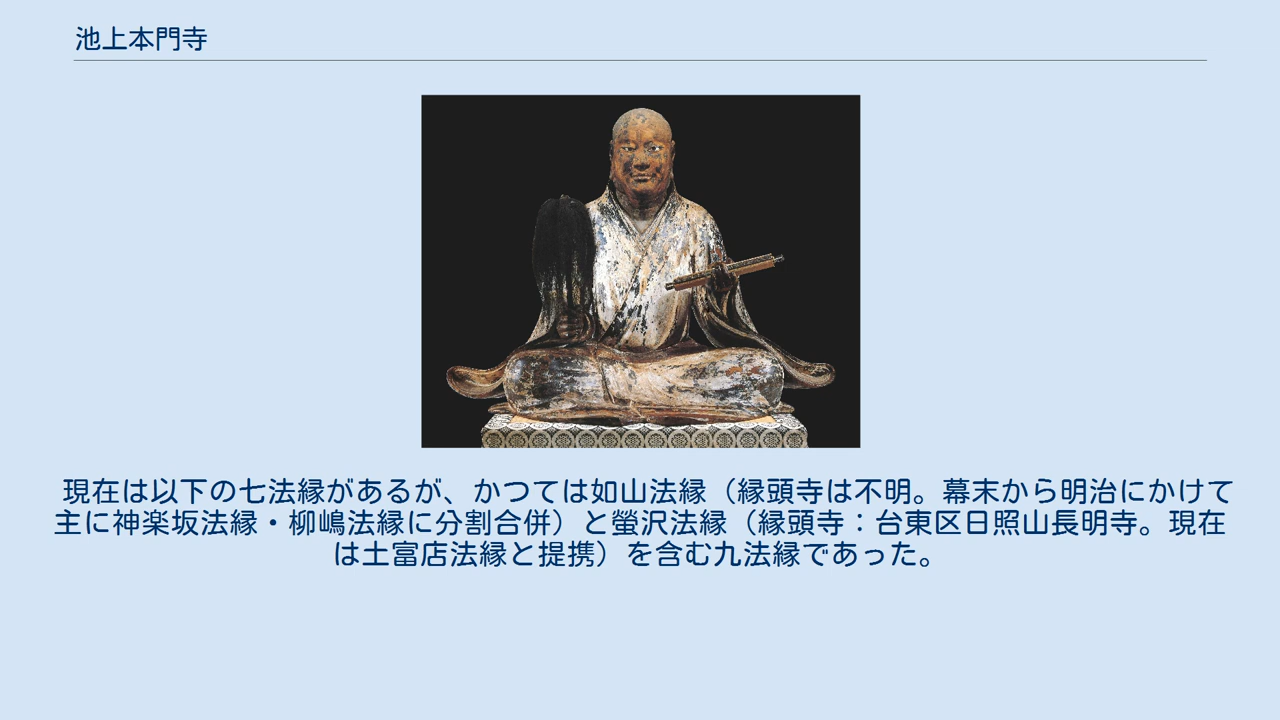 池上本門寺
現在は以下の七法縁があるが、かつては如山法縁（縁頭寺は不明。幕末から明治にかけて
主に神楽坂法縁・柳嶋法縁に分割合併）と螢沢法縁（縁頭寺：台東区日照山長明寺。現在
は土富店法縁と提携）を含む九法縁であった。